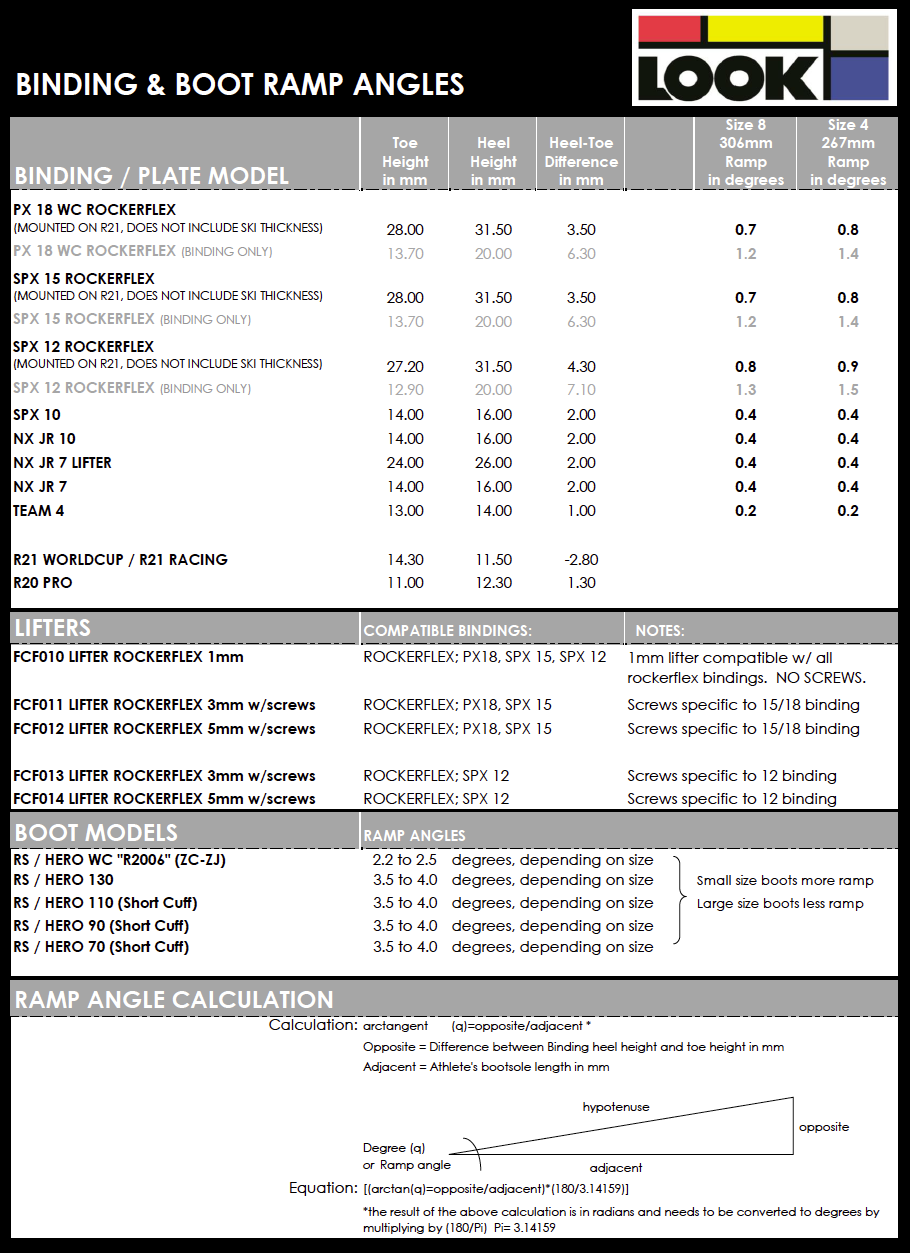 LOOK
BINDING & BOOT RAMP ANGLES
BINDING / PLATE MODEL
Toe Height in mm
Heel Height in mm
Heel-Toe Difference in mm
Size 8 306mm Ramp in degrees
Size 4 267mm Ramp in degrees
PX 18 WC ROCKERFLEX
(MOUNTED ON R21, DOES NOT INCLUDE SKI THICKNESS) 28.00 31.50 3.50 0.7 0.8
PX 18 WC ROCKERFLEX (BINDING ONLY) 13.70 20.00 6.30 1.2 1.4
SPX 15 ROCKERFLEX
(MOUNTED ON R21, DOES NOT INCLUDE SKI THICKNESS) 28.00 31.50 3.50 0.7 0.8
SPX 15 ROCKERFLEX (BINDING ONLY) 13.70 20.00 6.30 1.2 1.4
SPX 12 ROCKERFLEX
(MOUNTED ON R21, DOES NOT INCLUDE SKI THICKNESS) 27.20 31.50 4.30 0.8 0.9
SPX 12 ROCKERFLEX (BINDING ONLY) 12.90 20.00 7.10 1.3 1.5
SPX 10 14.00 16.00 2.00 0.4 0.4
NX JR 10 14.00 16.00 2.00 0.4 0.4
NX JR 7 LIFTER 24.00 26.00 2.00 0.4 0.4
NX JR 7 14.00 16.00 2.00 0.4 0.4
TEAM 4 13.00 14.00 1.00 0.2 0.2
R21 WORLDCUP / R21 RACING 14.30 11.50 -2.80
R20 PRO 11.00 12.30 1.30
LIFTERS COMPATIBLE BINDINGS: NOTES:
FCF010 LIFTER ROCKERFLEX 1mm ROCKERFLEX; PX18, SPX 15, SPX 12 1mm lifter compatible w/ all
rockerflex bindings. NO SCREWS.
FCF011 LIFTER ROCKERFLEX 3mm w/screws ROCKERFLEX; PX18, SPX 15 Screws specific to 15/18 binding
FCF012 LIFTER ROCKERFLEX 5mm w/screws ROCKERFLEX; PX18, SPX 15 Screws specific to 15/18 binding
FCF013 LIFTER ROCKERFLEX 3mm w/screws ROCKERFLEX; SPX 12 Screws specific to 12 binding
FCF014 LIFTER ROCKERFLEX 5mm w/screws ROCKERFLEX; SPX 12 Screws specific to 12 binding
BOOT MODELS RAMP ANGLES
RS / HERO WC "R2006" (ZC-ZJ) 2.2 to 2.5 degrees, depending on size
RS / HERO 130 3.5 to 4.0 degrees, depending on size
RS / HERO 110 (Short Cuff) 3.5 to 4.0 degrees, depending on size
RS / HERO 90 (Short Cuff) 3.5 to 4.0 degrees, depending on size
RS / HERO 70 (Short Cuff) 3.5 to 4.0 degrees, depending on size
Small size boots more ramp
Large size boots less ramp
RAMP ANGLE CALCULATION
Calculation: arctangent (q)=opposite/adjacent *
Opposite = Difference between Binding heel height and toe height in mm
Adjacent = Athlete's bootsole length in mm
hypotenuse
opposite
Degree (q)
or Ramp angle
adjacent
Equation: [(arctan(q)=opposite/adjacent)*(180/3.14159)]
*the result of the above calculation is in radians and needs to be converted to degrees by
multiplying by (180/Pi) Pi= 3.14159